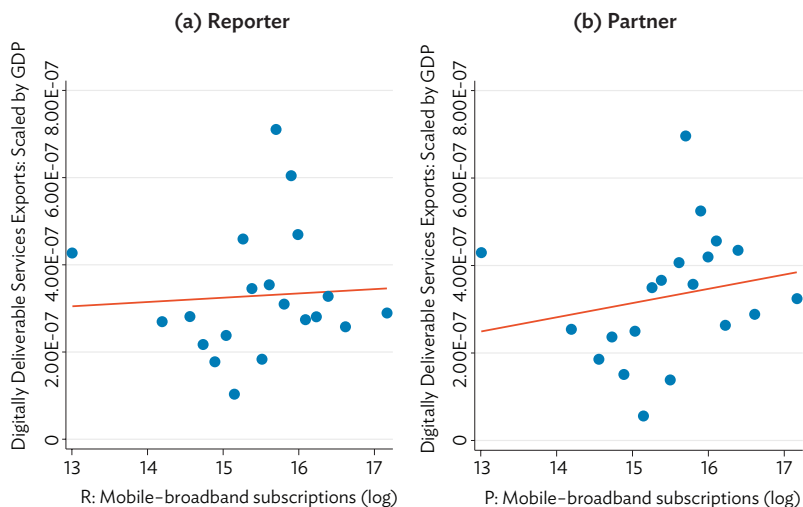 (a) Reporter
Digitally Deliverable Services Exports: Scaled by GDP
8.00E-07
6.00E-07
4.00E-07
2.00E-07
0
13 14 15 16 17
R: Mobile–broadband subscriptions (log)
(b) Partner
Digitally Deliverable Services Exports: Scaled by GDP
8.00E-07
6.00E-07
4.00E-07
2.00E-07
0
13 14 15 16 17
P: Mobile–broadband subscriptions (log)